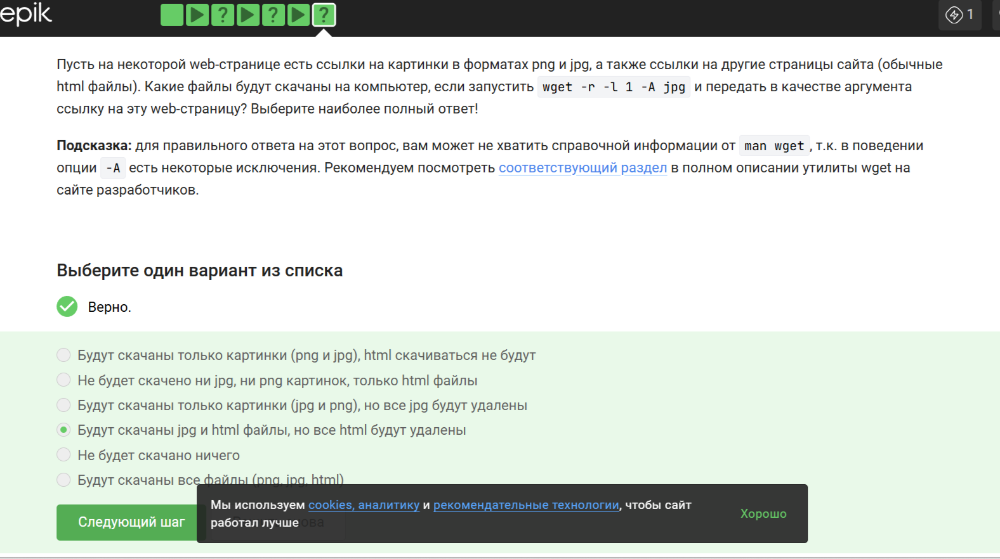 epik
? ? ?
1
Пусть на некоторой web-странице есть ссылки на картинки в форматах png и jpg, а также ссылки на другие страницы сайта (обычные
html файлы). Какие файлы будут скачаны на компьютер, если запустить wget -r -l 1 -A jpg и передать в качестве аргумента
ссылку на эту web-страницу? Выберите наиболее полный ответ!
Подсказка: для правильного ответа на этот вопрос, вам может не хватить справочной информации от man wget, т.к. в поведении
опции -A есть некоторые исключения. Рекомендуем посмотреть соответствующий раздел в полном описании утилиты wget на
сайте разработчиков.
Выберите один вариант из списка
Верно.
Будут скачаны только картинки (png и jpg), html скачиваться не будут
Не будет скачено ни jpg, ни png картинок, только html файлы
Будут скачаны только картинки (jpg и png), но все jpg будут удалены
Будут скачаны jpg и html файлы, но все html будут удалены
Не будет скачано ничего
Будут скачаны все файлы (png, jpg, html)
Следующий шаг
Мы используем cookies, аналитику и рекомендательные технологии, чтобы сайт
работал лучше
Хорошо